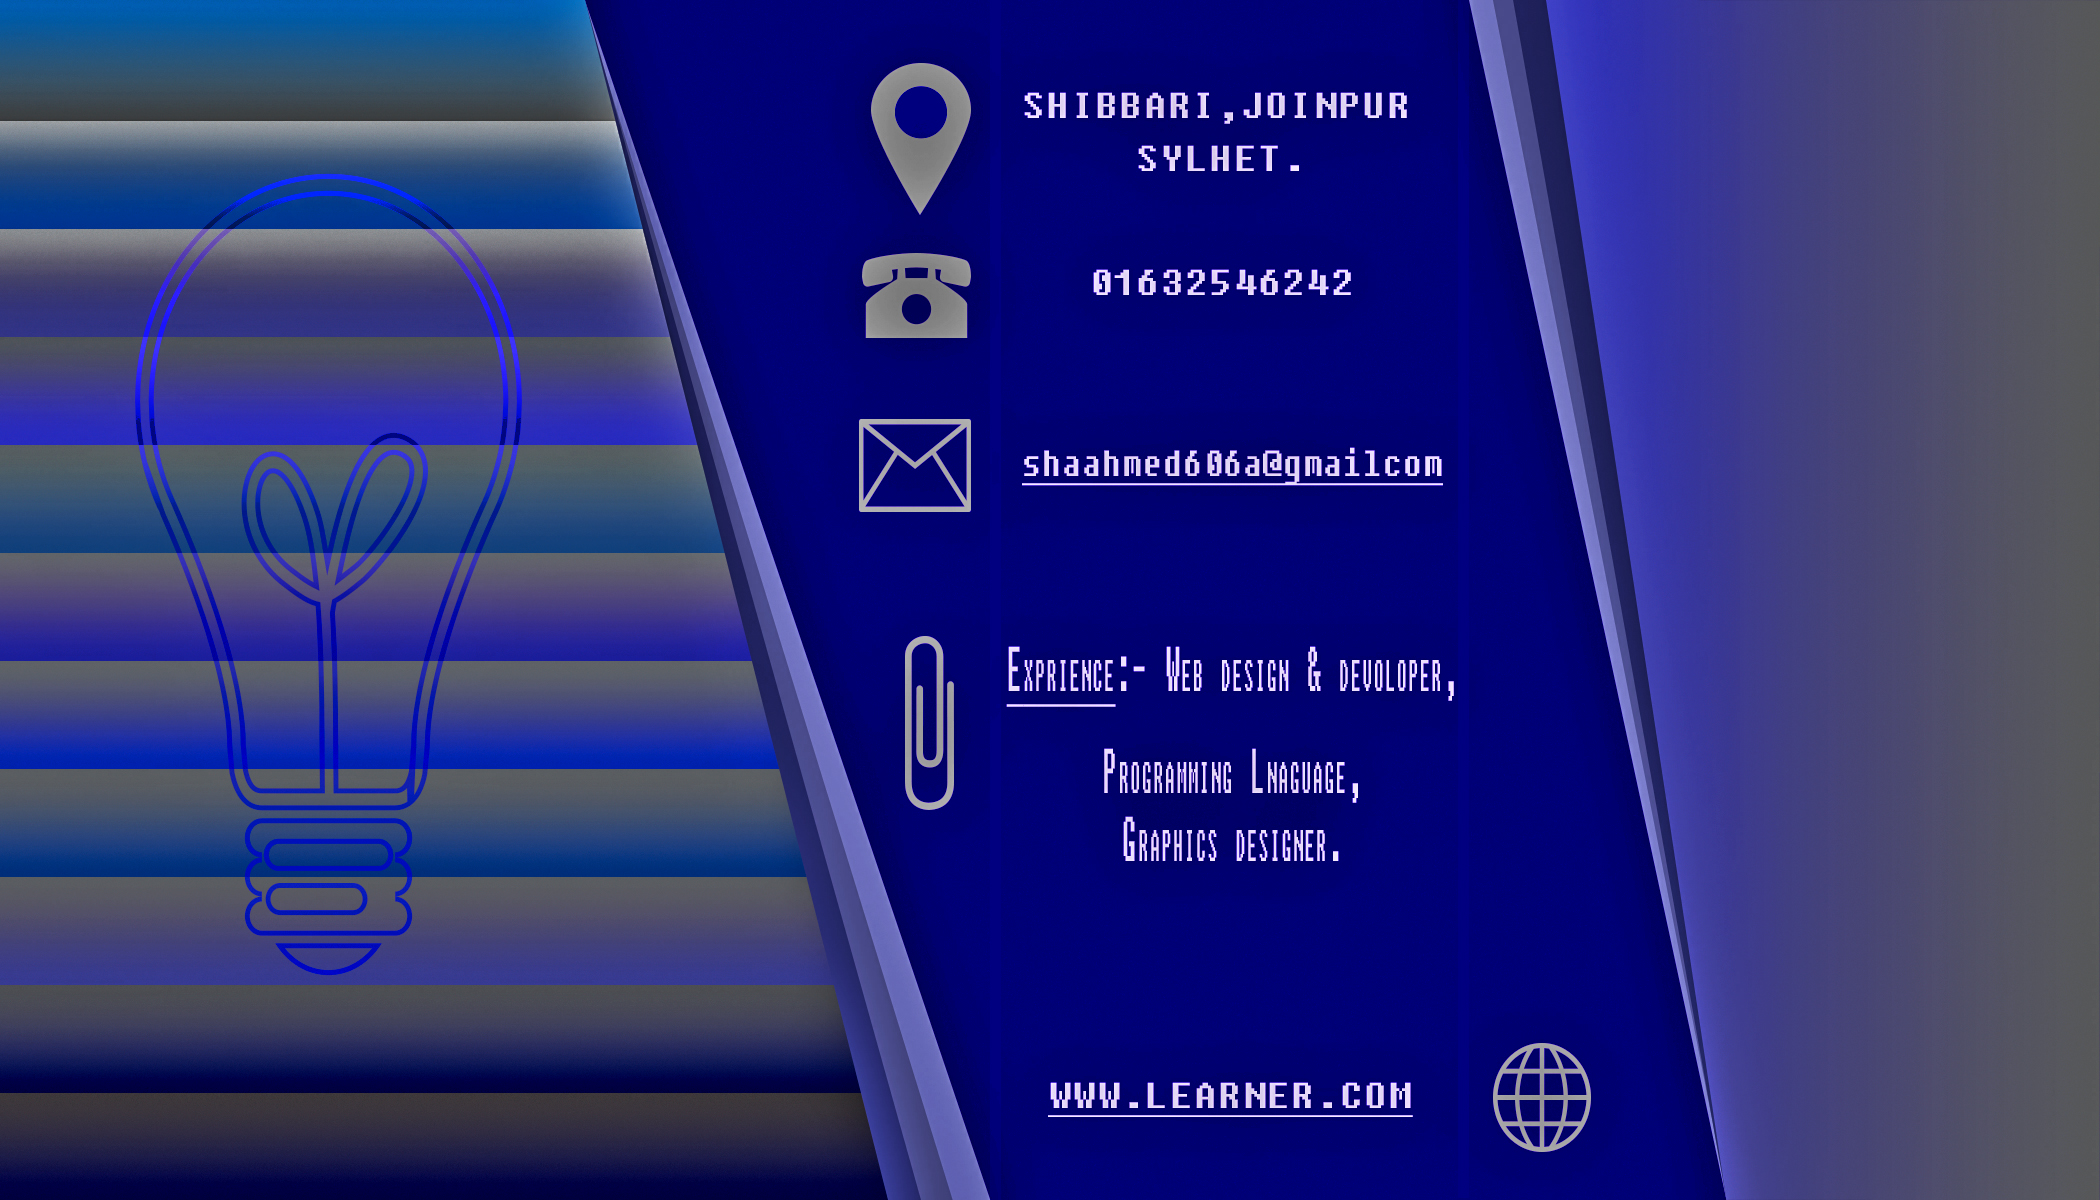 SHIBBARI,JOINPUR
SYLHET.
01632546242
shaahmed606a@gmailcom
Exprience:- Web design & devoloper,
Programming Lnaguage,
Graphics designer.
WWW.LEARNER.COM